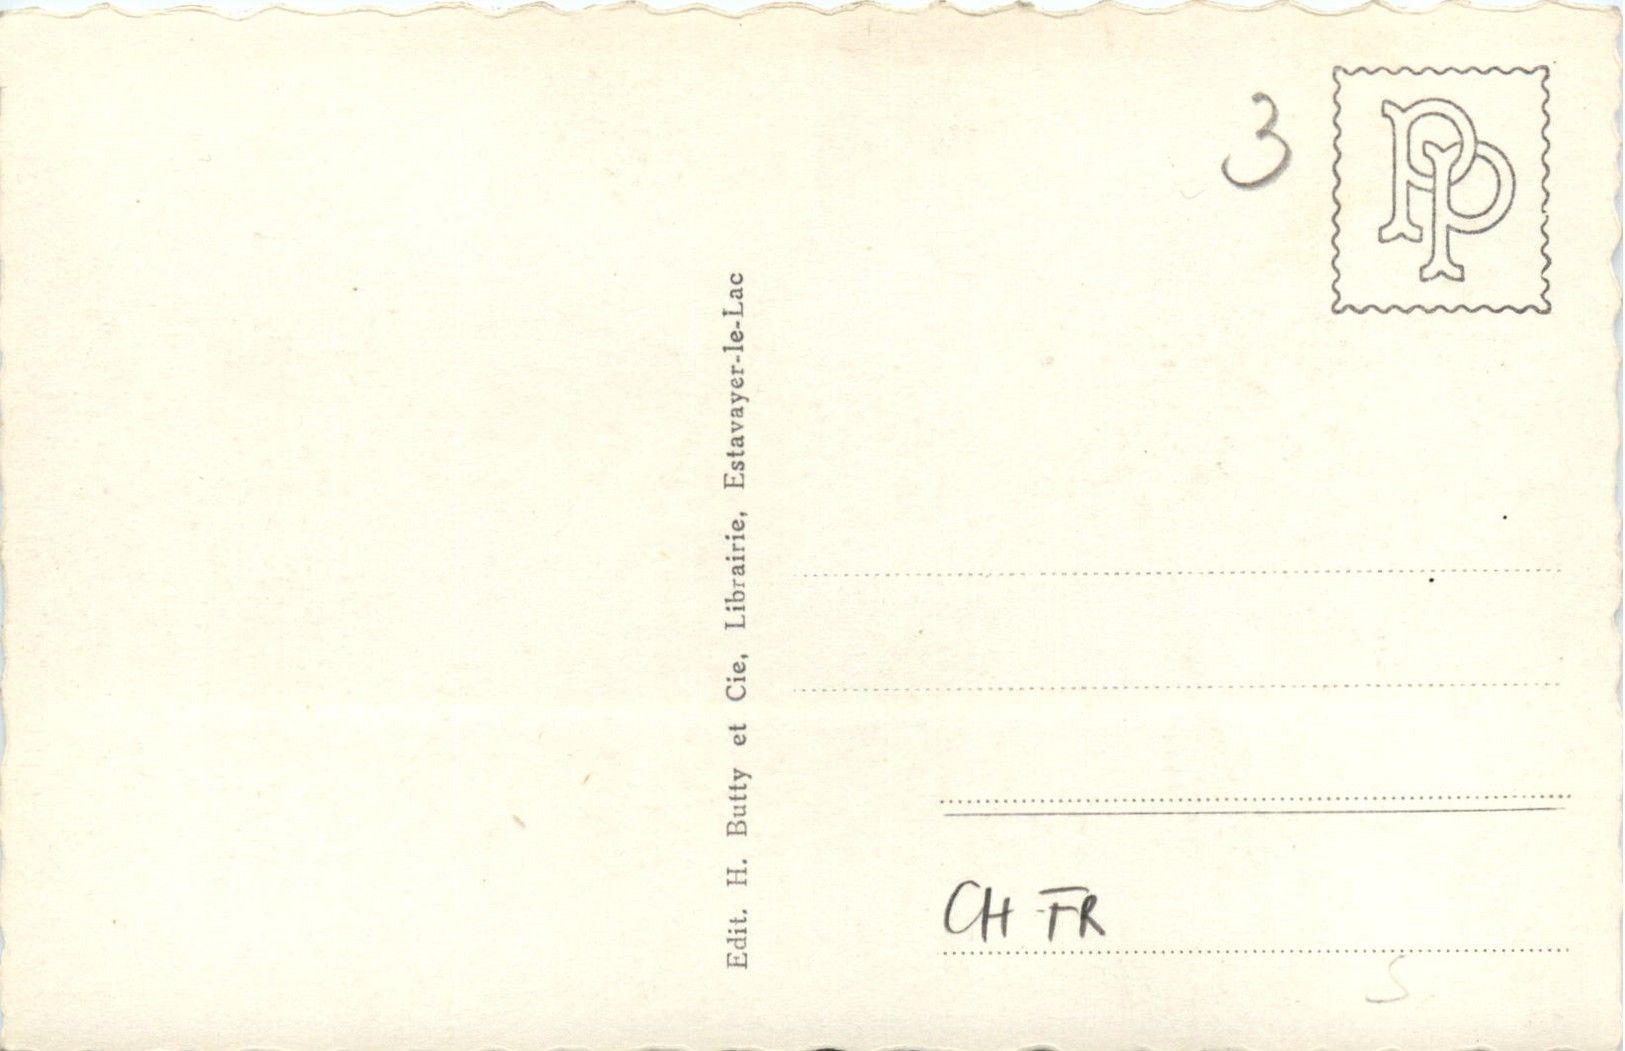 3
PP
Edit. H. Butty et Cie, Librairie, Estavayer-le-Lac
CH-FR
S